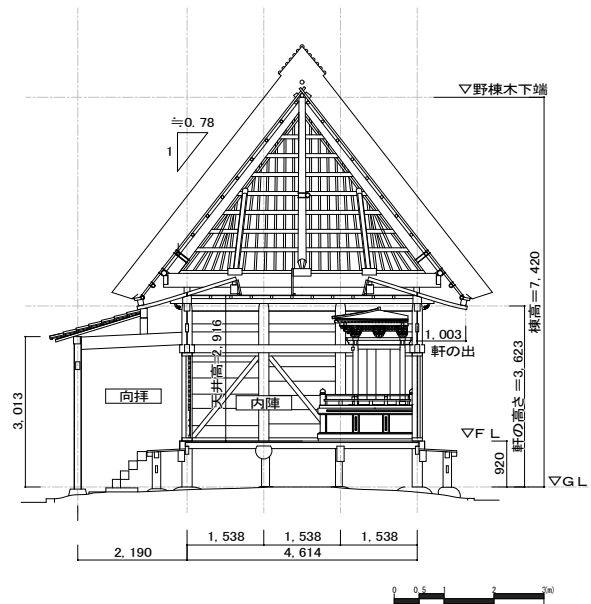 ▽野棟木下端
≒0.78
1
棟高＝7,420
天井高=2,916
1,003
軒の出
軒の高さ＝3,623
向拝
内陣
3,013
▽FL
920
▽GL
1,538
1,538
1,538
2,190
4,614
0 0.5 1 2 3(m)